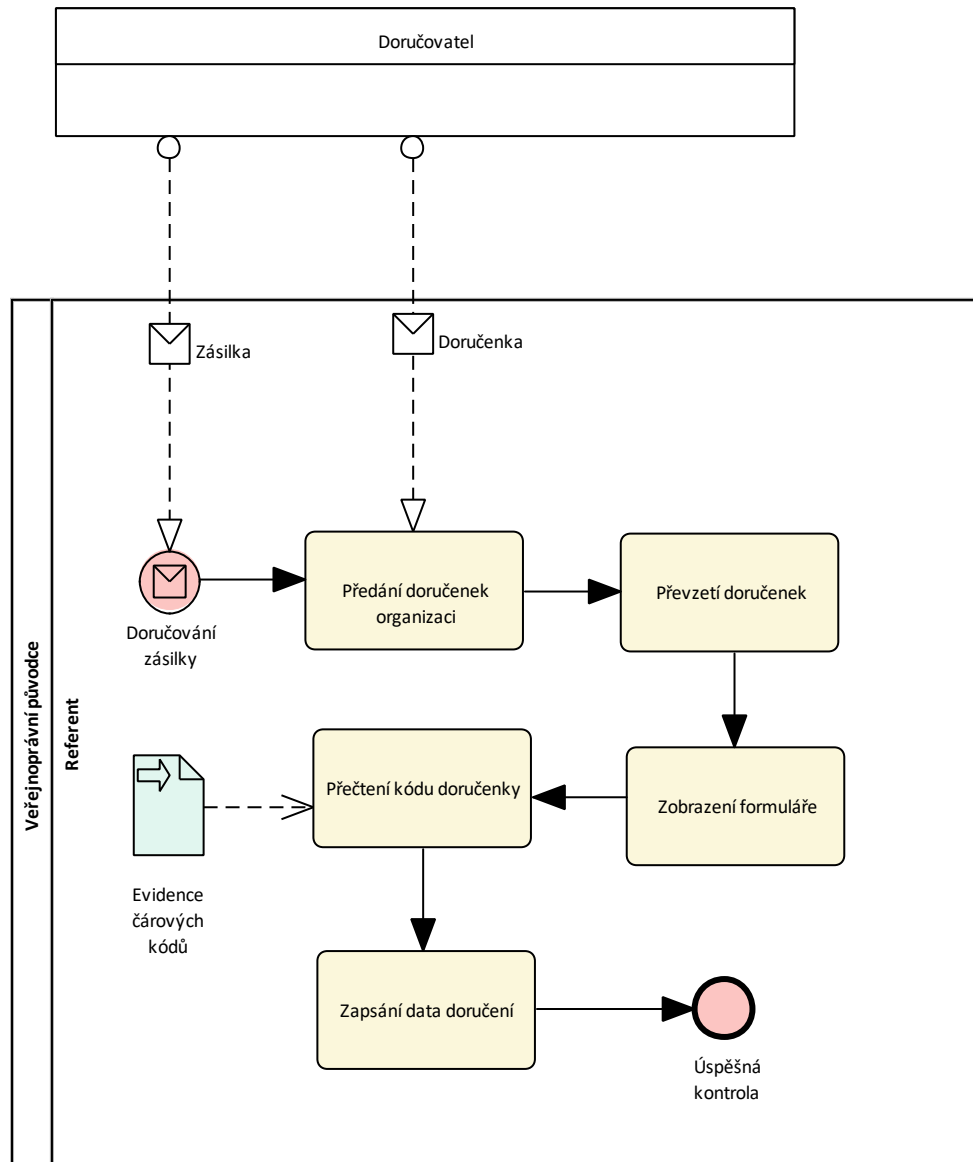 Doručovatel
Zásilka
Doručenka
Doručování
zásilky
Předání doručenek
organizaci
Převzetí doručenek
Veřejnoprávní původce
Referent
Přečtení kódu doručenky
Zobrazení formuláře
Evidence
čárových
kódů
Zapsání data doručení
Úspěšná
kontrola